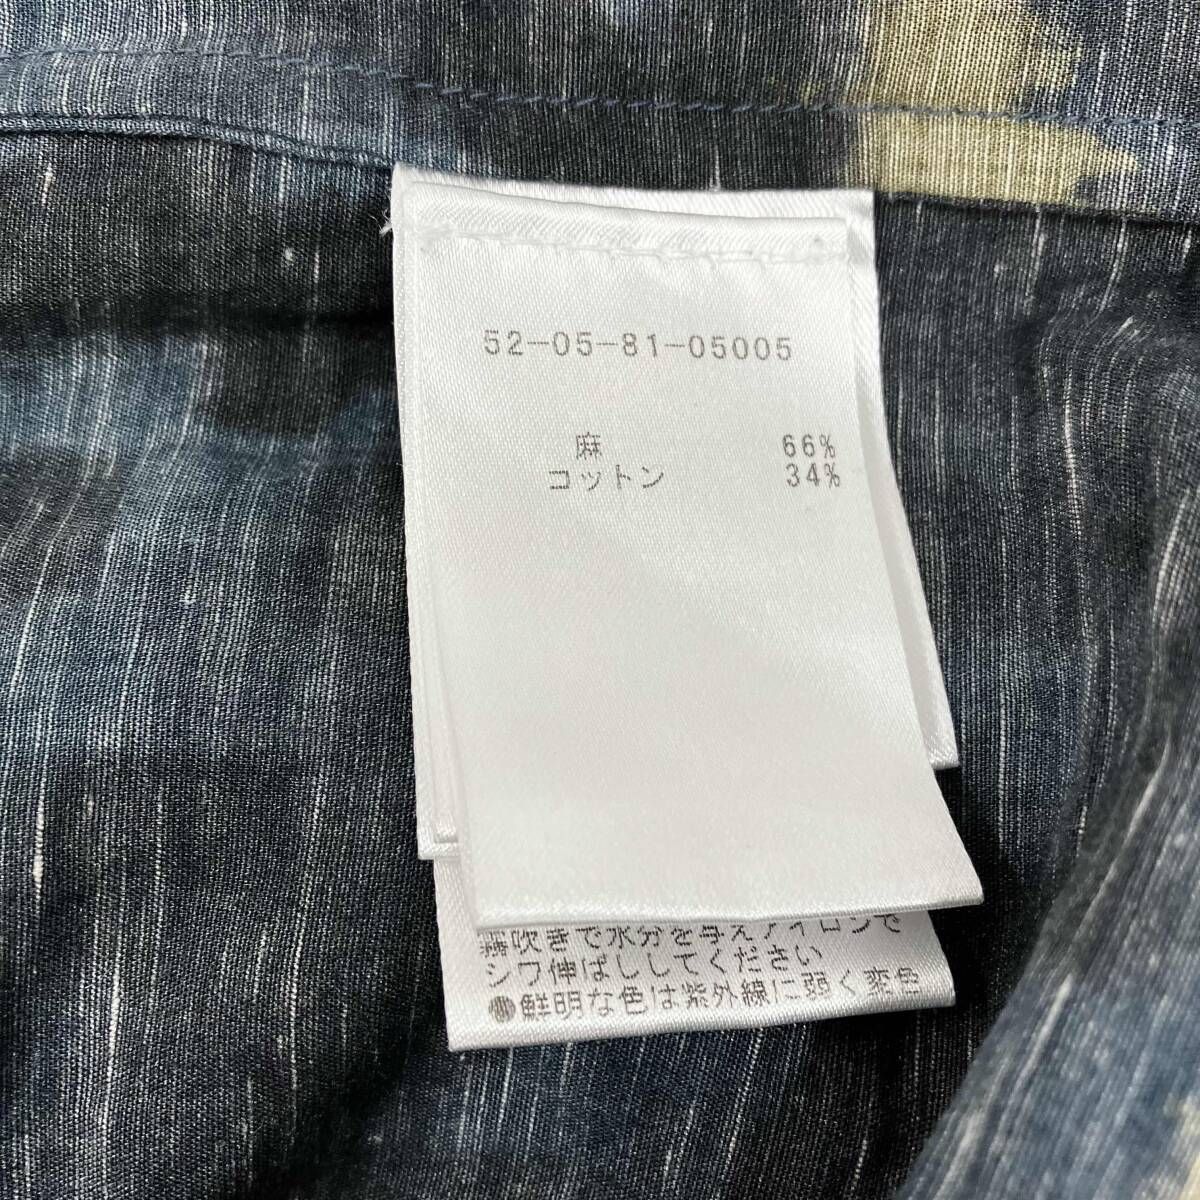 52-05-81-05005
麻 66%
コットン 34%
霧吹きで水分を与えアイロンで
シワ伸ばししてください
●鮮明な色は紫外線に弱く変色